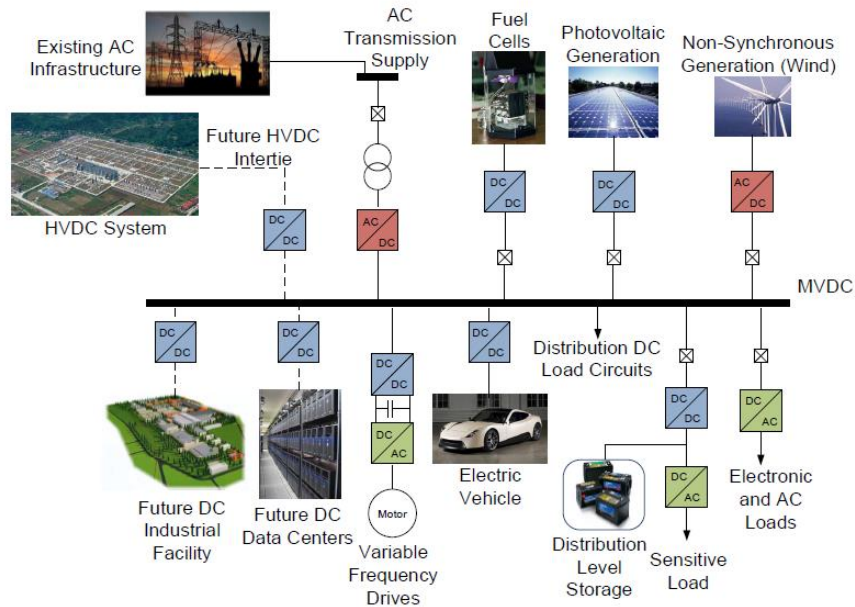 Existing AC
Infrastructure
AC
Transmission
Supply
Fuel
Cells
Photovoltaic
Generation
Non-Synchronous
Generation (Wind)
Future HVDC
Intertie
HVDC System
DC
DC
AC
DC
DC
DC
DC
DC
AC
DC
MVDC
DC
DC
DC
DC
DC
DC
DC
DC
Distribution DC
Load Circuits
DC
DC
DC
AC
DC
AC
DC
AC
Motor
Future DC
Industrial
Facility
Future DC
Data Centers
Variable
Frequency
Drives
Electric
Vehicle
Distribution
Level
Storage
Sensitive
Load
Electronic
and AC
Loads